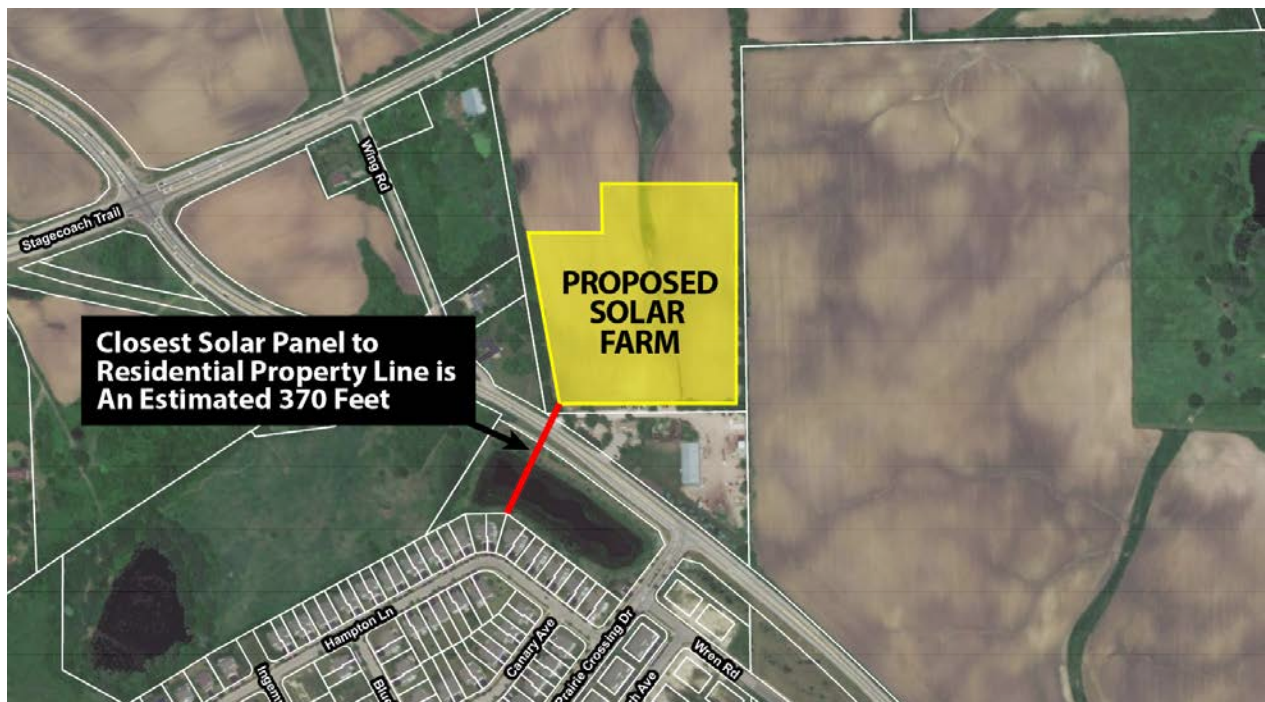 Wing Rd
Stagecoach Trail
PROPOSED
SOLAR
FARM
Closest Solar Panel to
Residential Property Line is
An Estimated 370 Feet
Hampton Ln
Canary Ave
Prairie Crossing Dr
Wren Rd